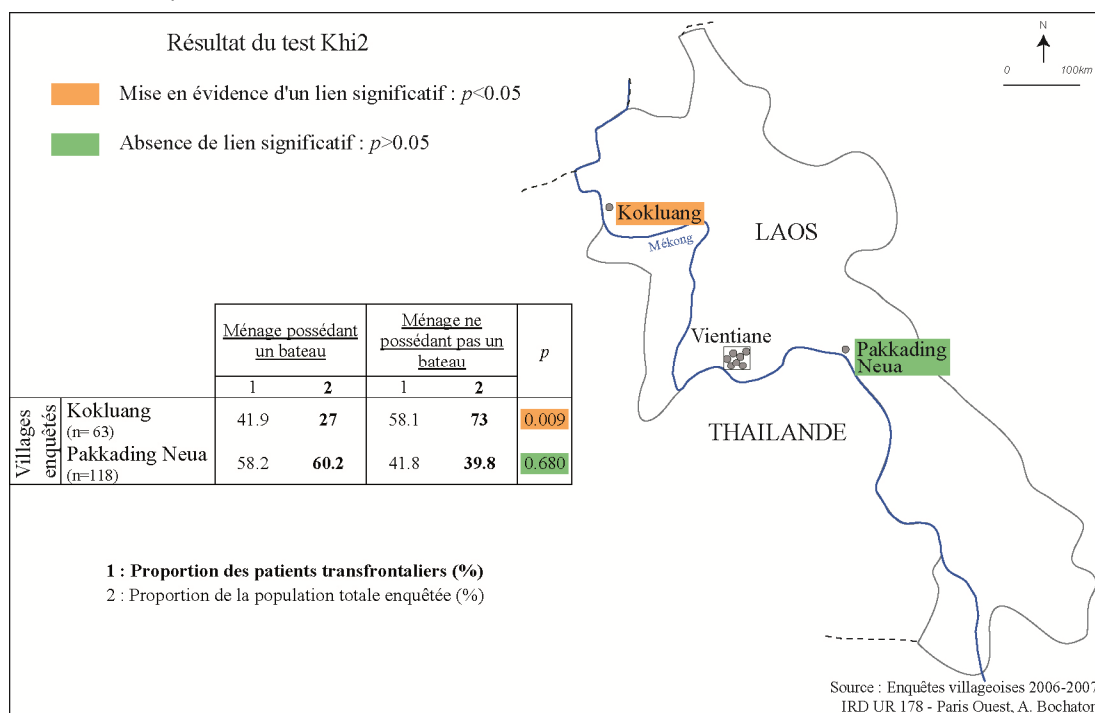 Résultat du test Khi2
Mise en évidence d'un lien significatif : p<0.05
Absence de lien significatif : p>0.05
N
0 100km
Kokluang
Mékong
LAOS
Vientiane
Pakkading
Neua
THAILANDE
Ménage possédant
un bateau
Ménage ne
possédant pas un
bateau
p
1 2 1 2
Villages
enquêtés
Kokluang
(n= 63)
41.9 27 58.1 73 0.009
Pakkading Neua
(n=118)
58.2 60.2 41.8 39.8 0.680
1 : Proportion des patients transfrontaliers (%)
2 : Proportion de la population totale enquêtée (%)
Source : Enquêtes villageoises 2006-2007
IRD UR 178 - Paris Ouest, A. Bochaton